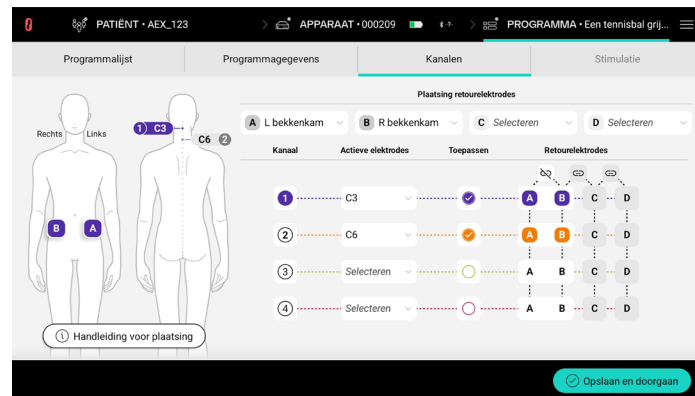 PATIËNT • AEX_123
APPARAAT • 000209
PROGRAMMA • Een tennisbal grij...
Programmalijst
Programmagegevens
Kanalen
Stimulatie
Rechts
Links
1 C3
C6 2
B
A
Handleiding voor plaatsing
Plaatsing retourelektrodes
A L bekkenkam
B R bekkenkam
C Selecteren
D Selecteren
Kanaal Actieve elektrodes Toepassen Retourelektrodes
1 C3 A B C D
2 C6 A B C D
3 Selecteren A B C D
4 Selecteren A B C D
Opslaan en doorgaan